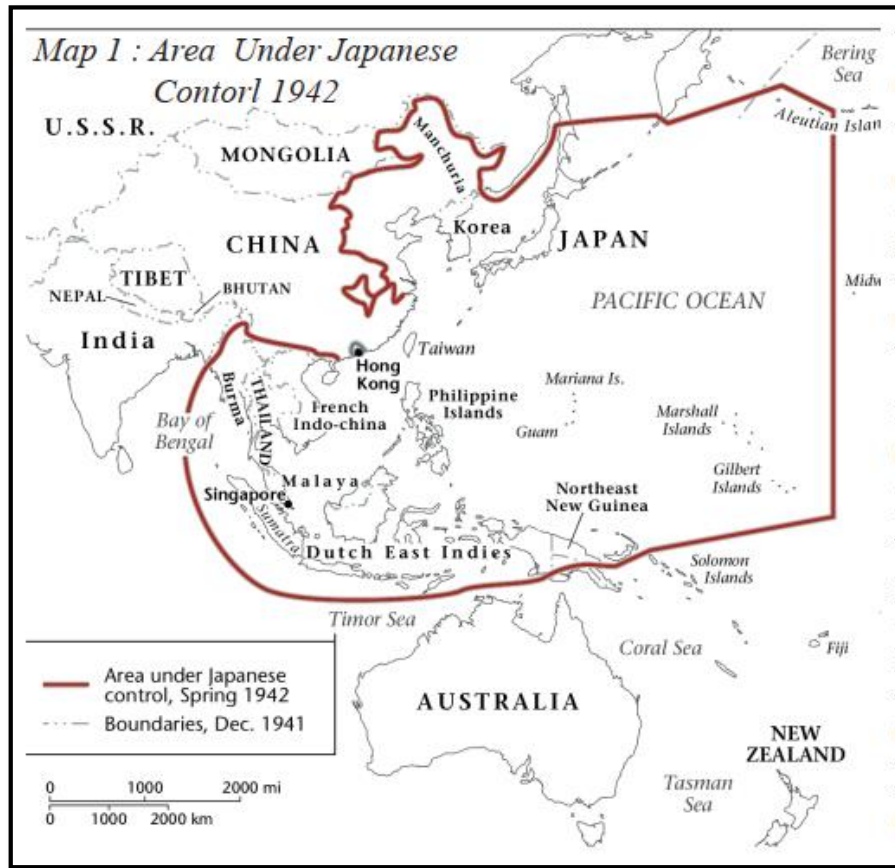 Map 1 : Area Under Japanese
Contorl 1942
Bering
Sea
U.S.S.R.
Aleutian Islan
MONGOLIA
Manchuria
Korea
JAPAN
CHINA
TIBET
NEPAL
BHUTAN
PACIFIC OCEAN
Midw
India
Taiwan
Hong
Kong
Burma
THAILAND
French
Indo-china
Philippine
Islands
Mariana Is.
Guam
Marshall
Islands
Bay of
Bengal
Gilbert
Islands
Malaya
Singapore
Sumatra
Northeast
New Guinea
Dutch East Indies
Solomon
Islands
Timor Sea
Coral Sea
Fiji
Area under Japanese
control, Spring 1942
Boundaries, Dec. 1941
AUSTRALIA
NEW
ZEALAND
Tasman
Sea
0 1000 2000 mi
0 1000 2000 km